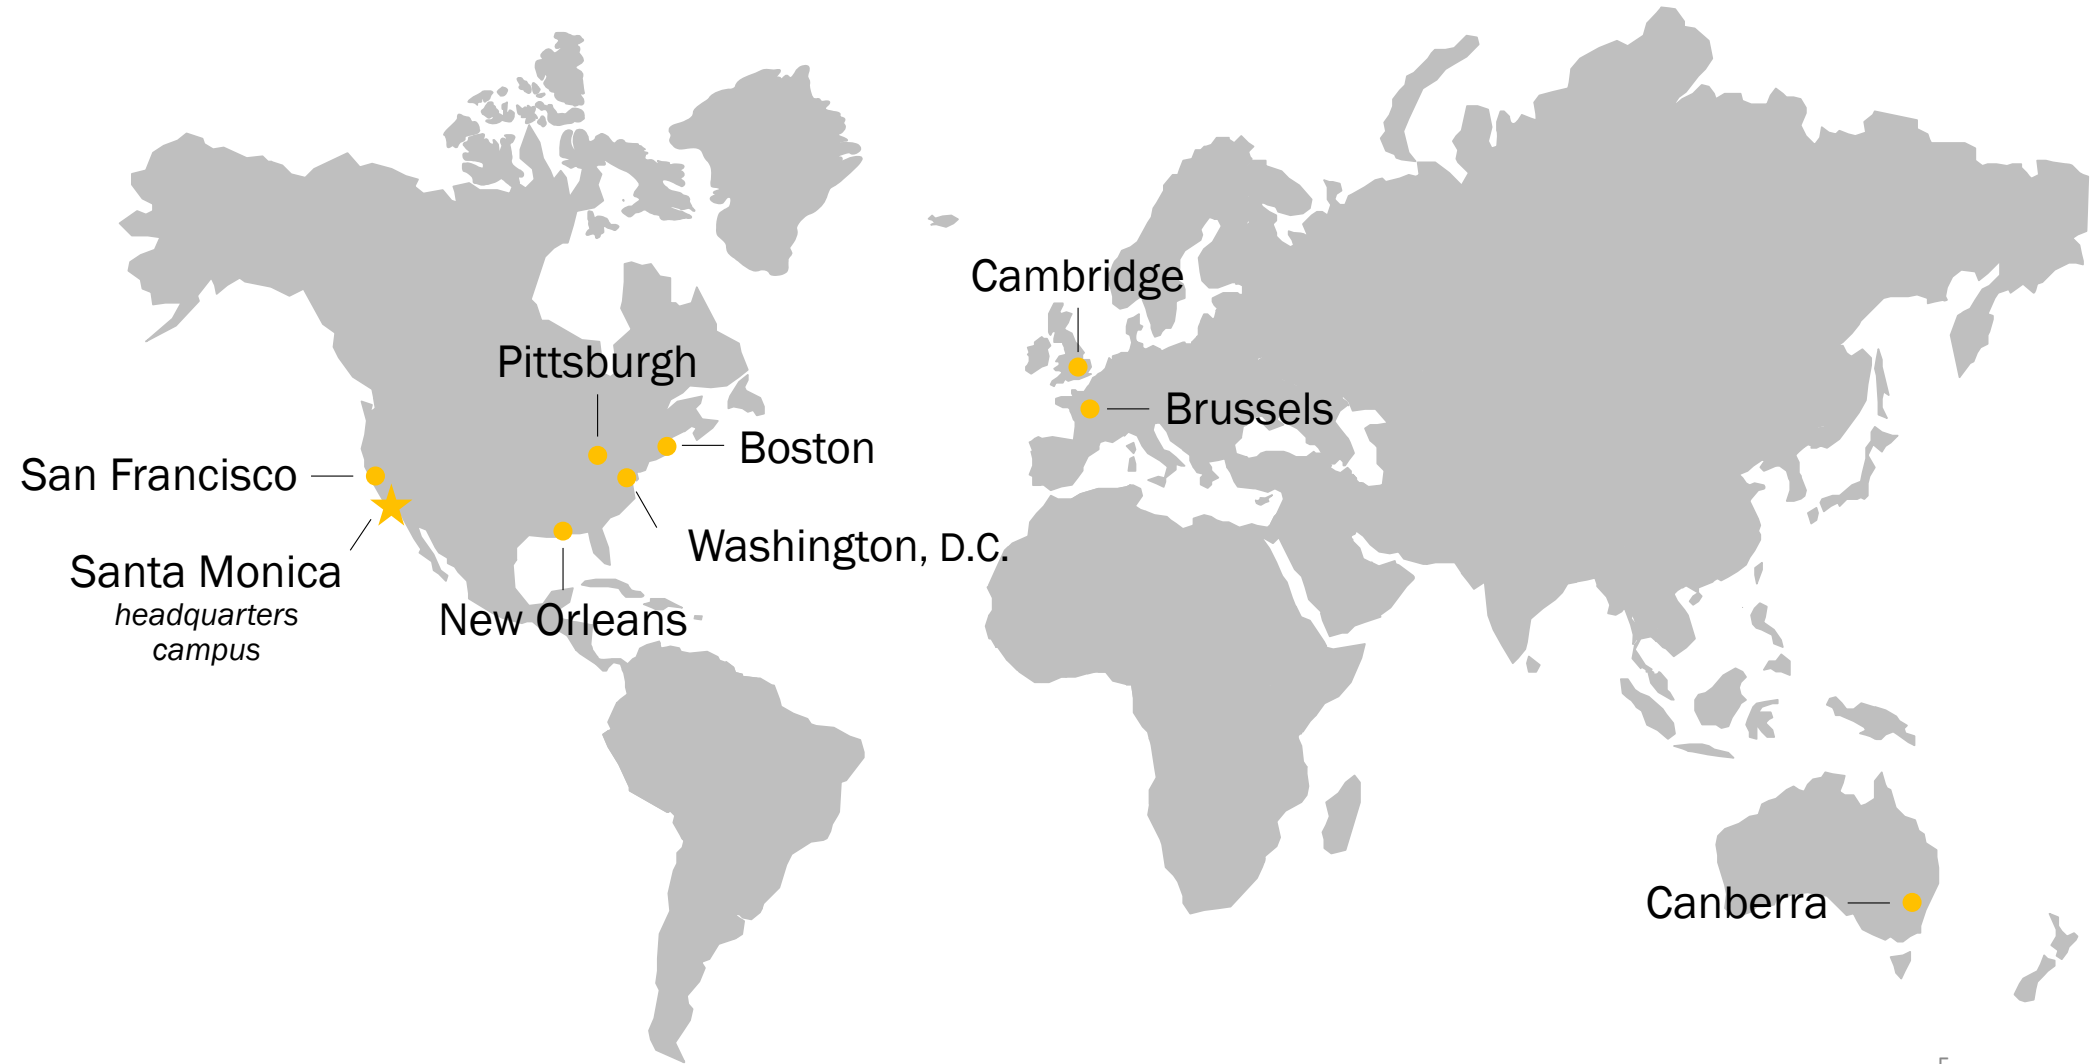 Cambridge
Pittsburgh
Brussels
Boston
San Francisco
Washington, D.C.
Santa Monica
headquarters
campus
New Orleans
Canberra